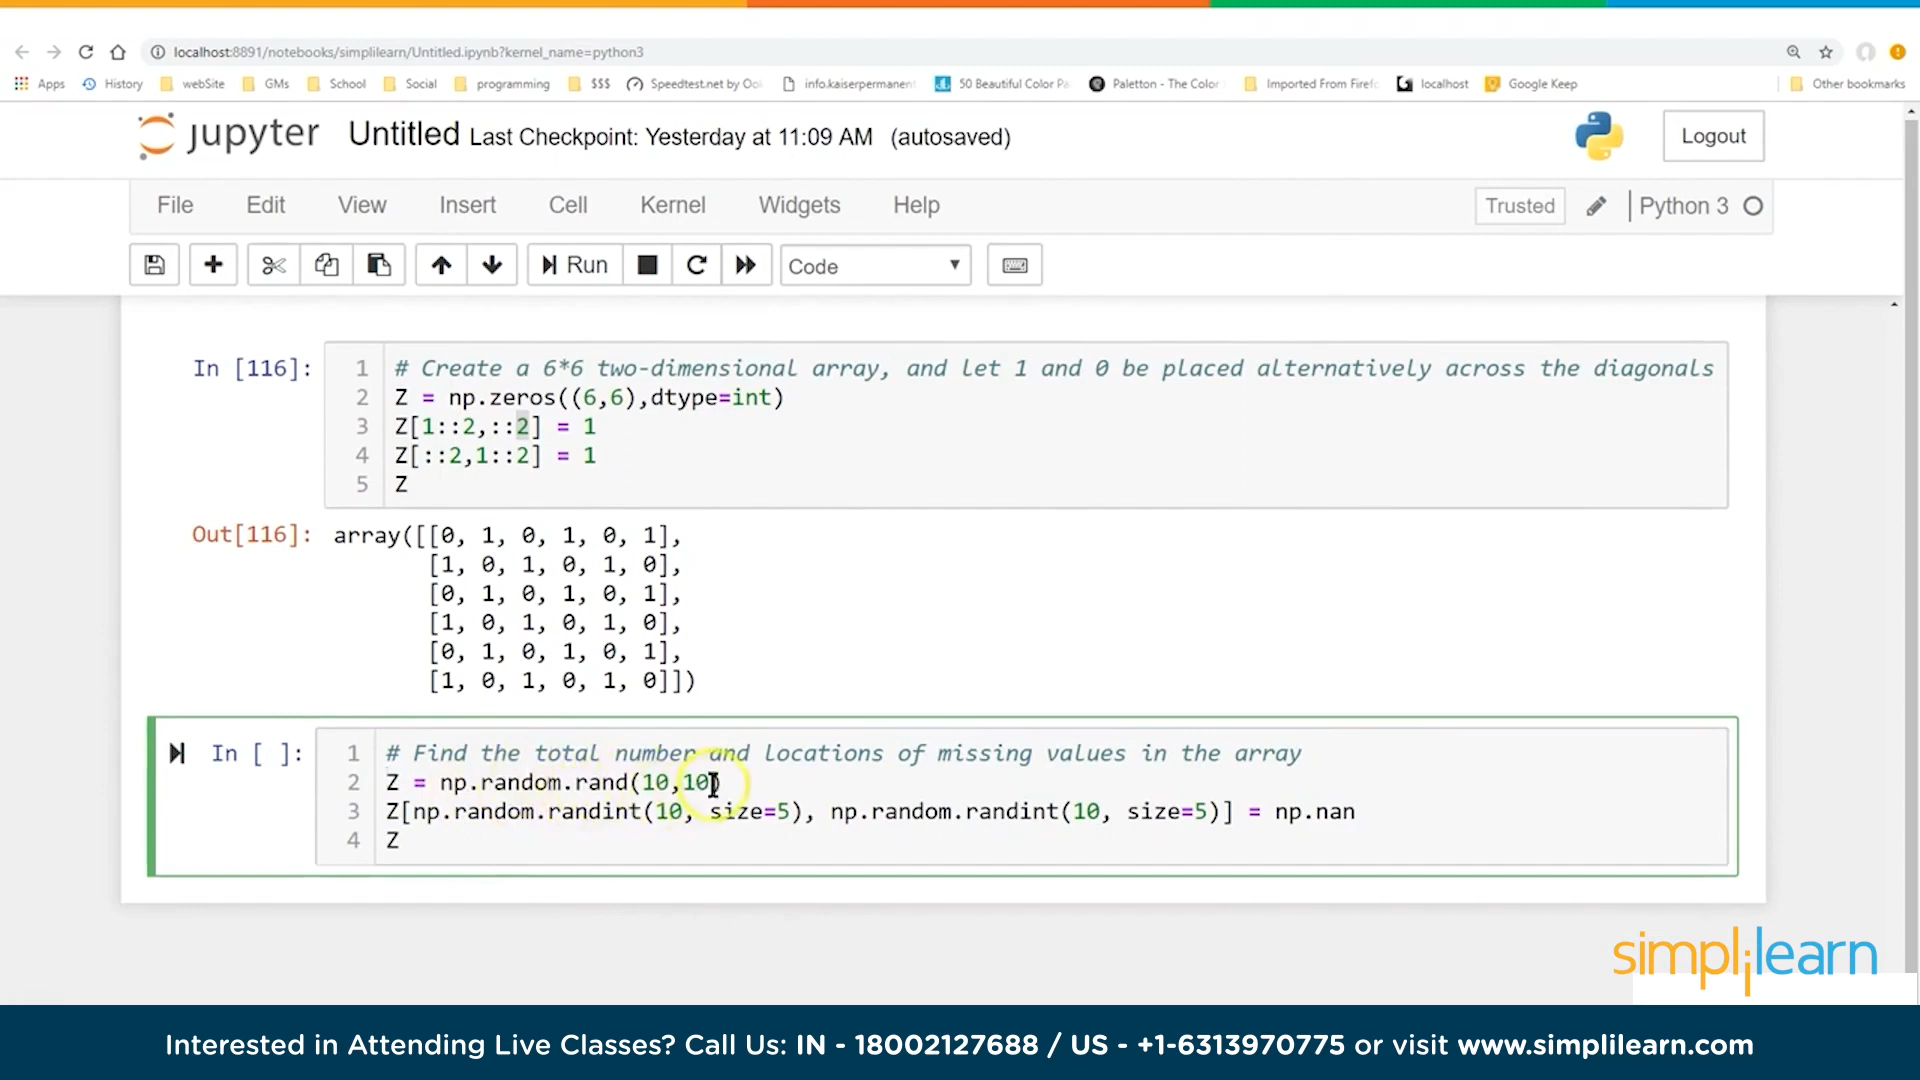 localhost:8891/notebooks/simplilearn/Untitled.ipynb?kernel_name=python3
Apps History webSite GMs School Social programming $$$ Speedtest.net by Ook info.kaiserpermanent 50 Beautiful Color Pa Paletton - The Color Imported From Firefo localhost Google Keep Other bookmarks
jupyter Untitled Last Checkpoint: Yesterday at 11:09 AM (autosaved) Logout
File Edit View Insert Cell Kernel Widgets Help Trusted Python 3
Run Code
In [116]: 1 # Create a 6*6 two-dimensional array, and let 1 and 0 be placed alternatively across the diagonals
2 Z = np.zeros((6,6),dtype=int)
3 Z[1::2,::2] = 1
4 Z[::2,1::2] = 1
5 Z
Out[116]: array([[0, 1, 0, 1, 0, 1],
[1, 0, 1, 0, 1, 0],
[0, 1, 0, 1, 0, 1],
[1, 0, 1, 0, 1, 0],
[0, 1, 0, 1, 0, 1],
[1, 0, 1, 0, 1, 0]])
In [ ]: 1 # Find the total number and locations of missing values in the array
2 Z = np.random.rand(10,10)
3 Z[np.random.randint(10, size=5), np.random.randint(10, size=5)] = np.nan
4 Z
simplilearn
Interested in Attending Live Classes? Call Us: IN - 18002127688 / US - +1-6313970775 or visit www.simplilearn.com